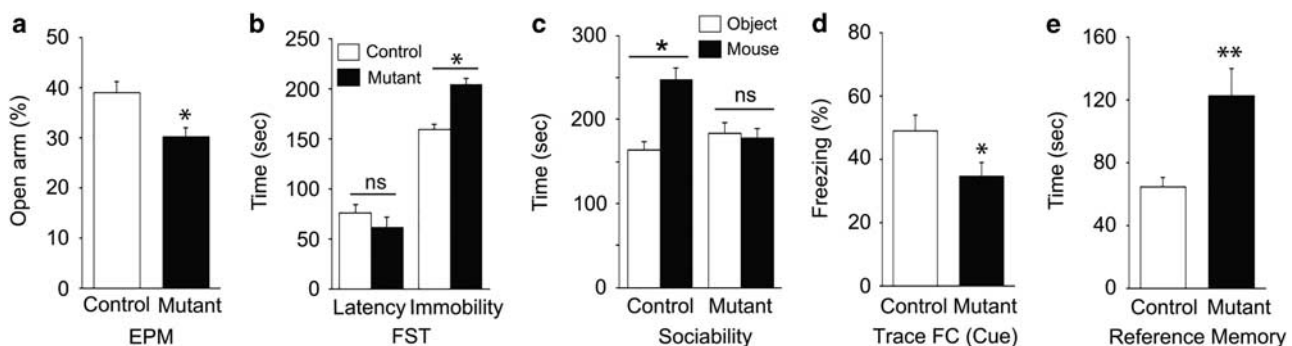 a
Open arm (%)
50
40
30
20
10
0
*
Control Mutant
EPM
b
Time (sec)
250
200
150
100
50
0
Control
Mutant
ns
*
Latency Immobility
FST
c
Time (sec)
300
200
100
0
Object
Mouse
*
ns
Control Mutant
Sociability
d
Freezing (%)
80
60
40
20
0
*
Control Mutant
Trace FC (Cue)
e
Time (sec)
160
120
80
40
0
**
Control Mutant
Reference Memory